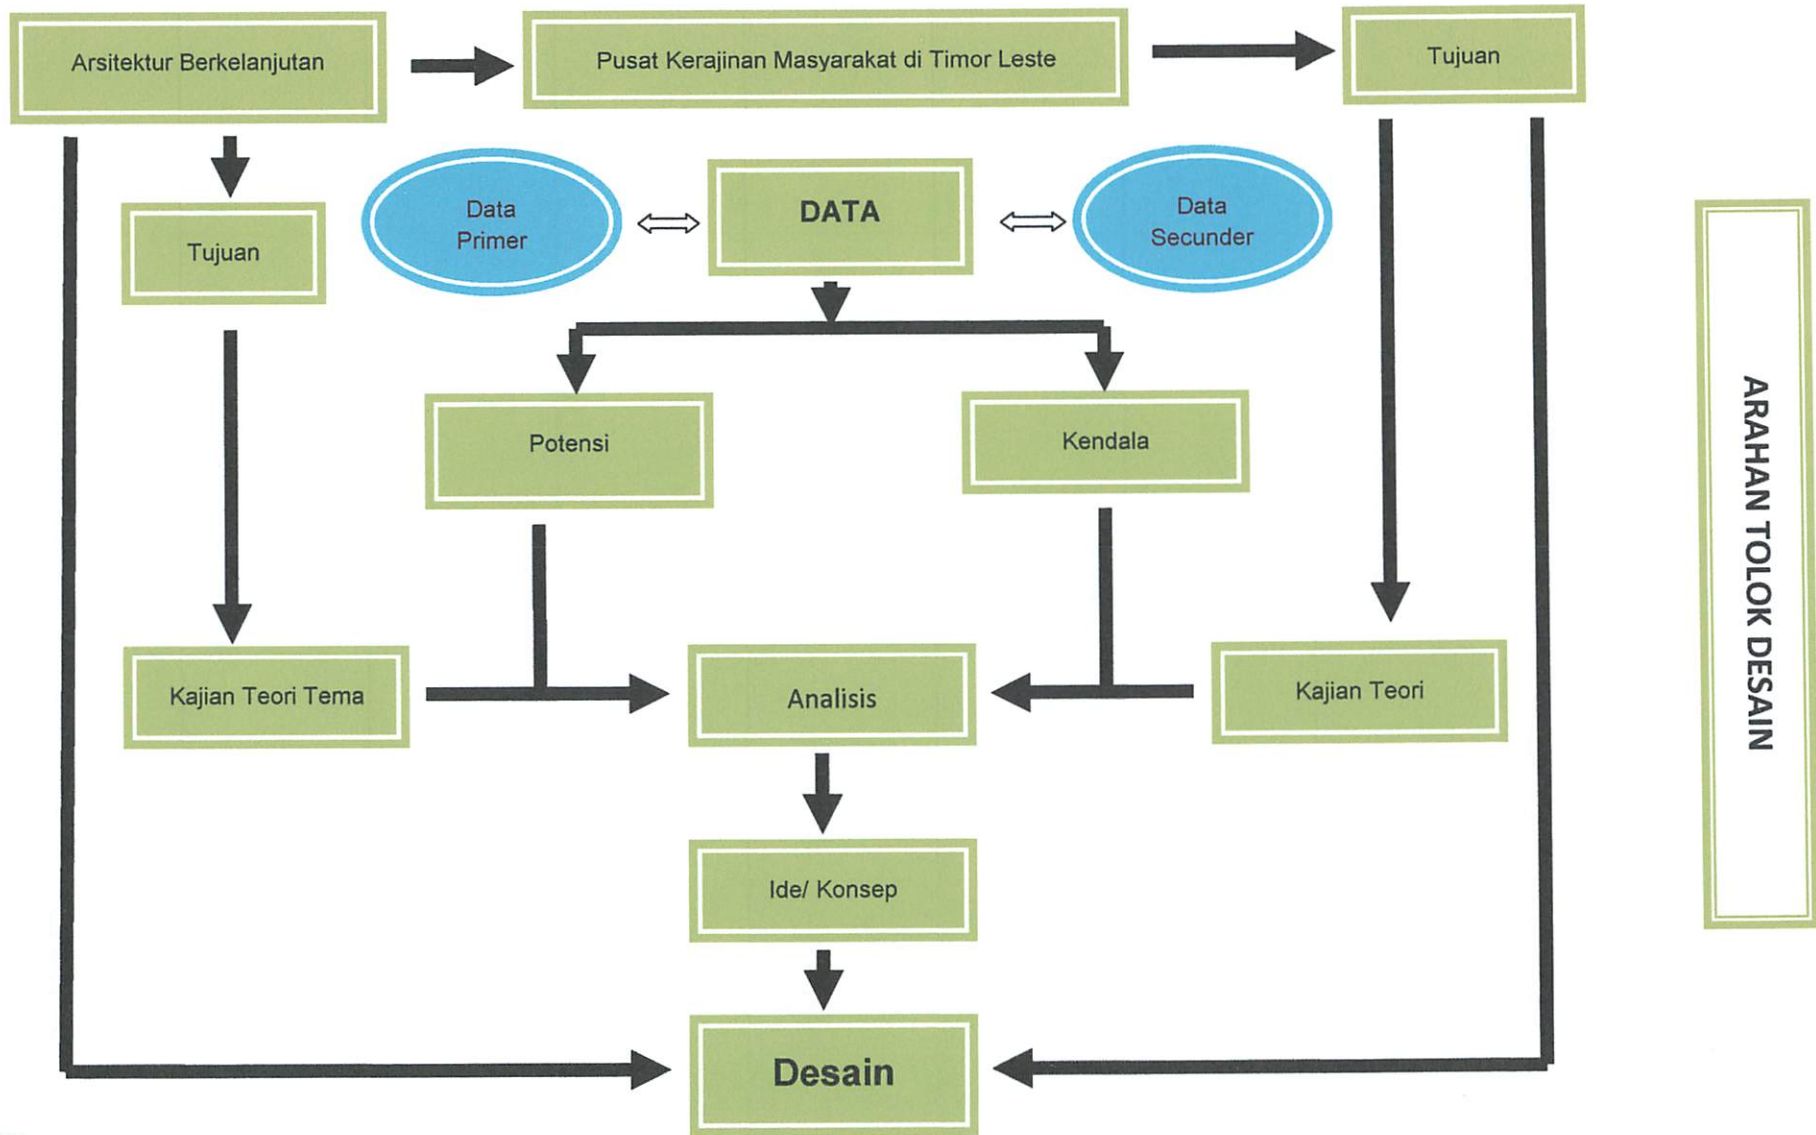 Arsitektur Berkelanjutan
Pusat Kerajinan Masyarakat di Timor Leste
Tujuan
Tujuan
Data
Primer
DATA
Data
Secunder
Potensi
Kendala
Kajian Teori Tema
Analisis
Kajian Teori
Ide/ Konsep
Desain
ARAHAN TOLOK DESAIN